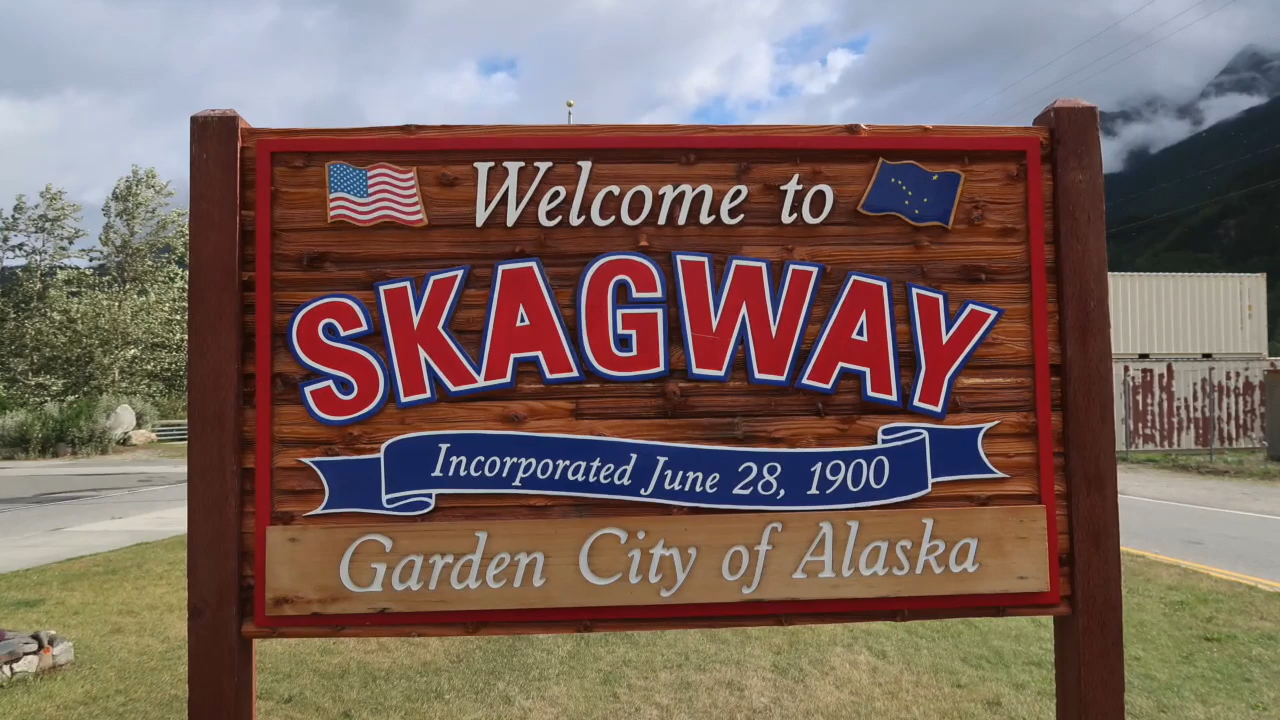 Welcome to
SKAGWAY
Incorporated June 28, 1900
Garden City of Alaska